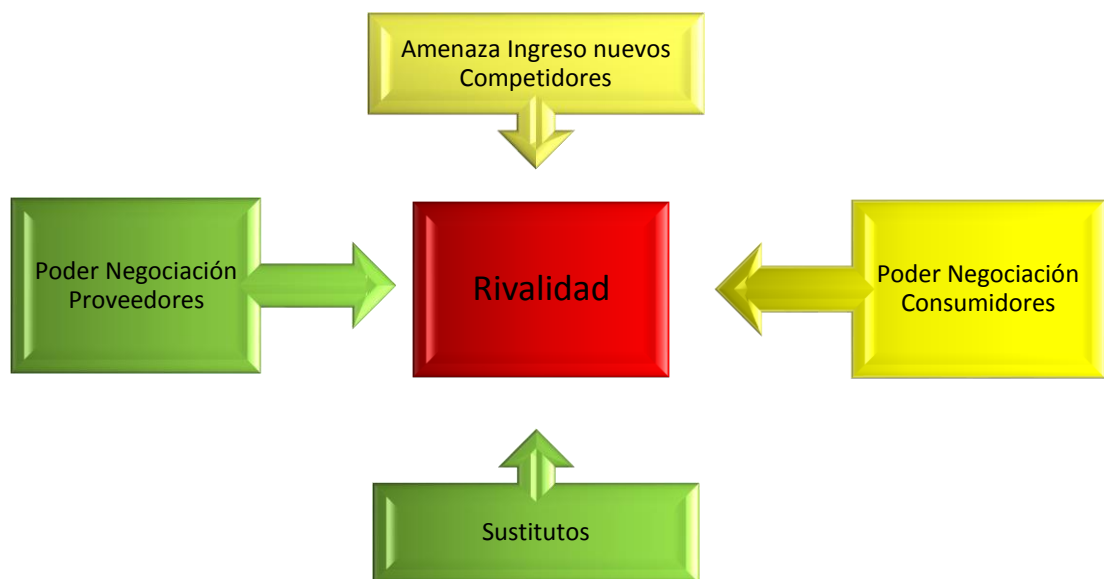 Amenaza Ingreso nuevos
Competidores
Poder Negociación
Proveedores
Rivalidad
Poder Negociación
Consumidores
Sustitutos